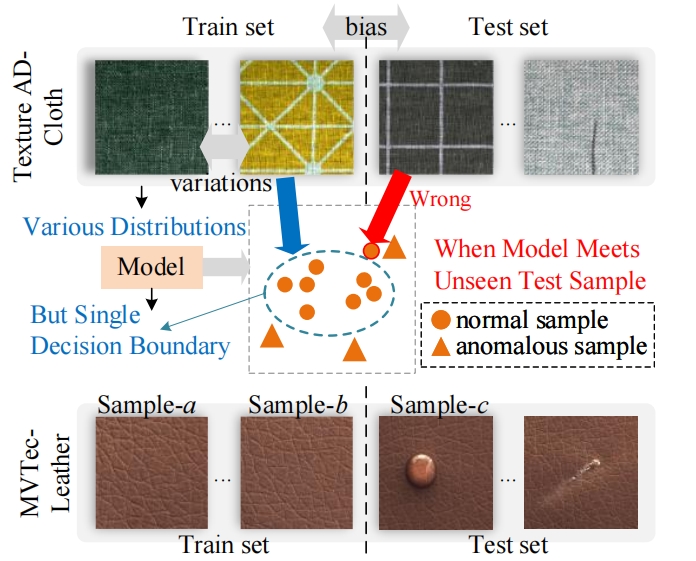 Train set
bias
Test set
Texture AD-
Cloth
...
...
variations
Various Distributions
Wrong
Model
When Model Meets
Unseen Test Sample
But Single
Decision Boundary
normal sample
anomalous sample
MVTec-
Leather
Sample-a
Sample-b
Sample-c
...
...
Train set
Test set